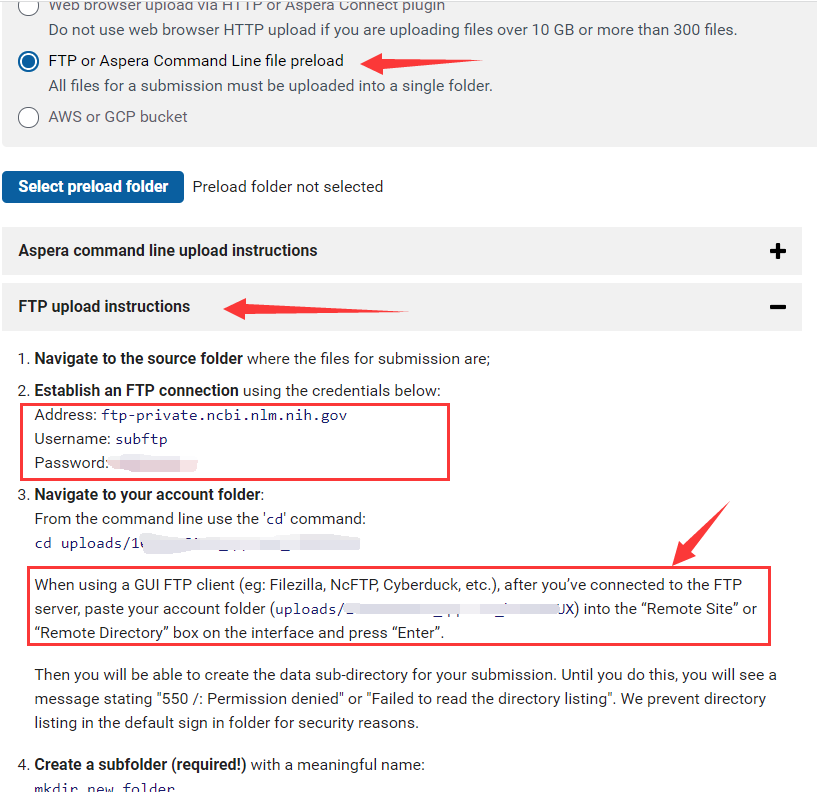 Web browser upload via HTTP or Aspera Connect plugin
Do not use web browser HTTP upload if you are uploading files over 10 GB or more than 300 files.
FTP or Aspera Command Line file preload
All files for a submission must be uploaded into a single folder.
AWS or GCP bucket
Select preload folder Preload folder not selected
Aspera command line upload instructions
FTP upload instructions
1. Navigate to the source folder where the files for submission are;
2. Establish an FTP connection using the credentials below:
Address: ftp-private.ncbi.nlm.nih.gov
Username: subftp
Password:
3. Navigate to your account folder:
From the command line use the 'cd' command:
cd uploads/1
When using a GUI FTP client (eg: Filezilla, NcFTP, Cyberduck, etc.), after you’ve connected to the FTP
server, paste your account folder (uploads/ UX) into the “Remote Site” or
“Remote Directory” box on the interface and press “Enter”.
Then you will be able to create the data sub-directory for your submission. Until you do this, you will see a
message stating "550 /: Permission denied" or "Failed to read the directory listing". We prevent directory
listing in the default sign in folder for security reasons.
4. Create a subfolder (required!) with a meaningful name:
mkdir new_folder